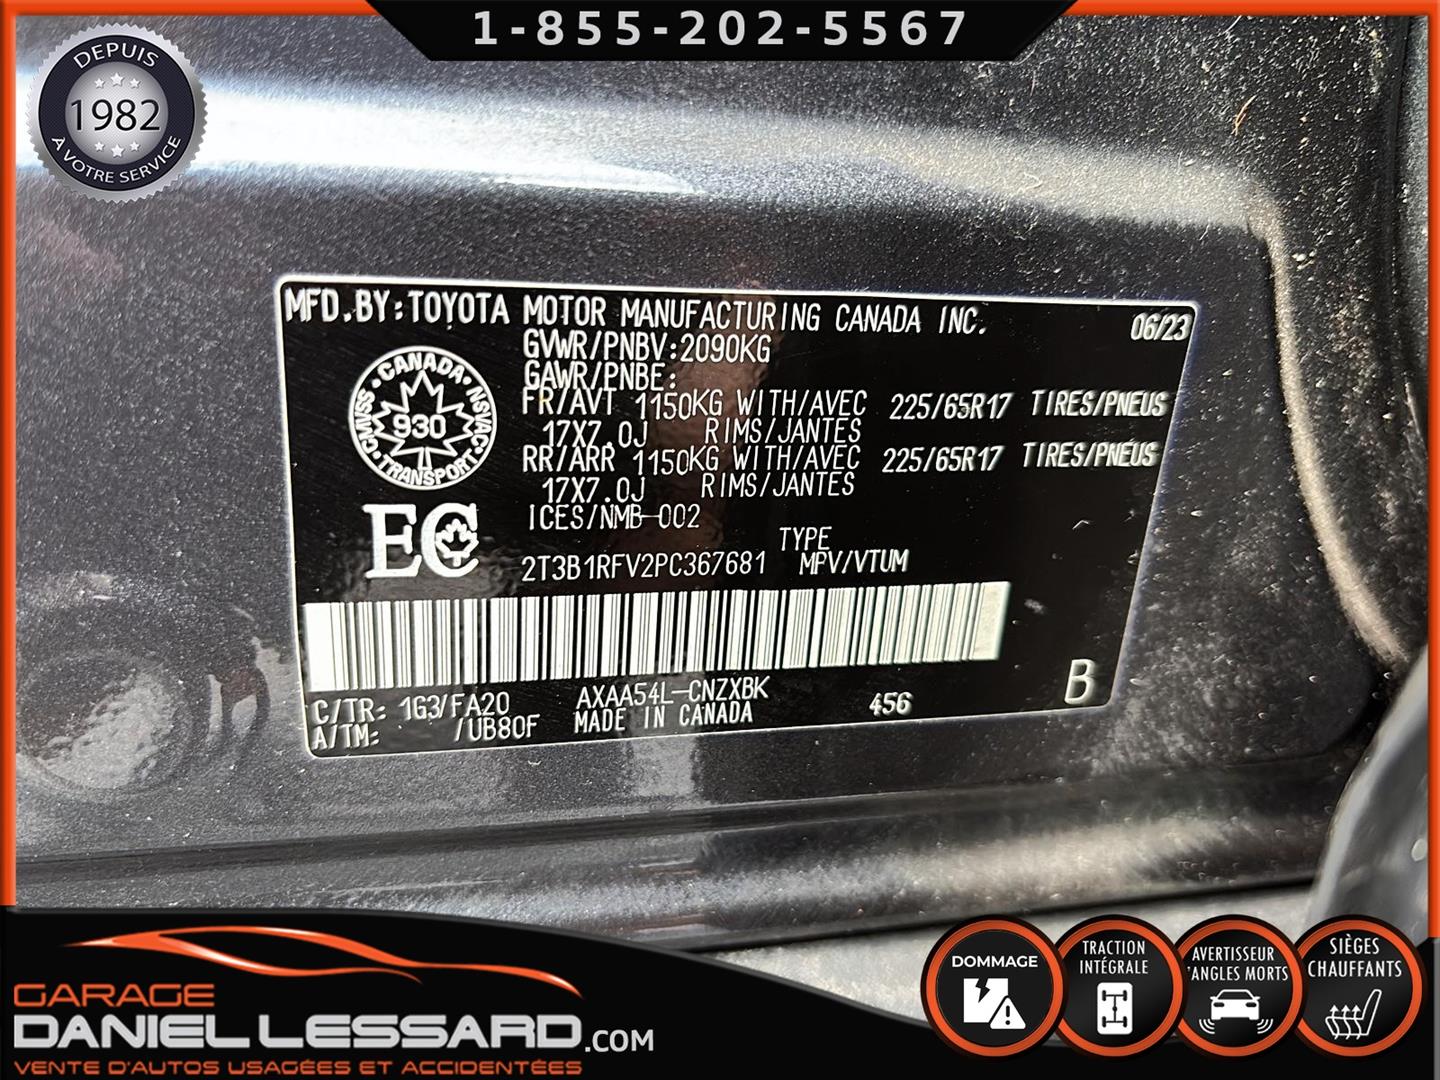 1-855-202-5567
DEPUIS
1982
À VOTRE SERVICE
MFD.BY:TOYOTA MOTOR MANUFACTURING CANADA INC. 06/23
GVWR/PNBV:2090KG
GAWR/PNBE:
FR/AVT 1150KG WITH/AVEC 225/65R17 TIRES/PNEUS
17X7.0J RIMS/JANTES
RR/ARR 1150KG WITH/AVEC 225/65R17 TIRES/PNEUS
17X7.0J RIMS/JANTES
ICES/NMB-002
CANADA
CMVSS
NSVAC
930
TRANSPORT
EC
TYPE
2T3B1RFV2PC367681 MPV/VTUM
C/TR: 1G3/FA20 AXAA54L-CNZXBK 456 B
A/TM: /UB80F MADE IN CANADA
GARAGE
DANIEL LESSARD.COM
VENTE D'AUTOS USAGÉES ET ACCIDENTÉES
DOMMAGE
TRACTION
INTÉGRALE
AVERTISSEUR
'ANGLES MORTS
SIÈGES
CHAUFFANTS